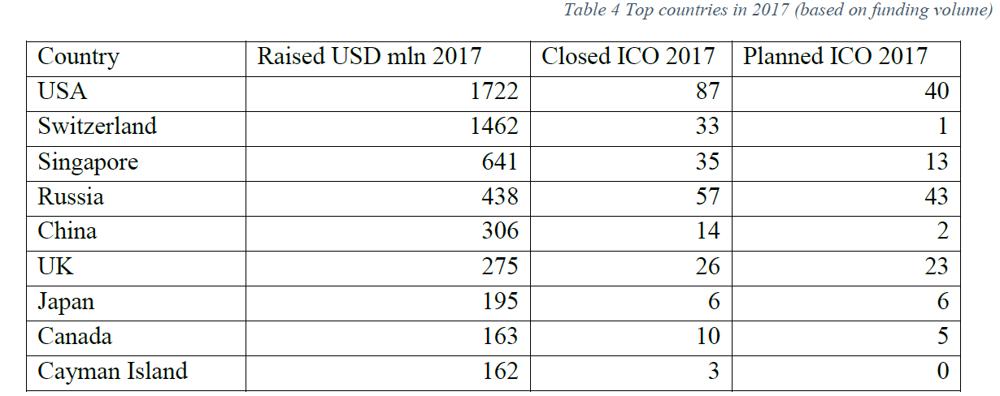 Table 4 Top countries in 2017 (based on funding volume)
Country Raised USD mln 2017 Closed ICO 2017 Planned ICO 2017
USA 1722 87 40
Switzerland 1462 33 1
Singapore 641 35 13
Russia 438 57 43
China 306 14 2
UK 275 26 23
Japan 195 6 6
Canada 163 10 5
Cayman Island 162 3 0